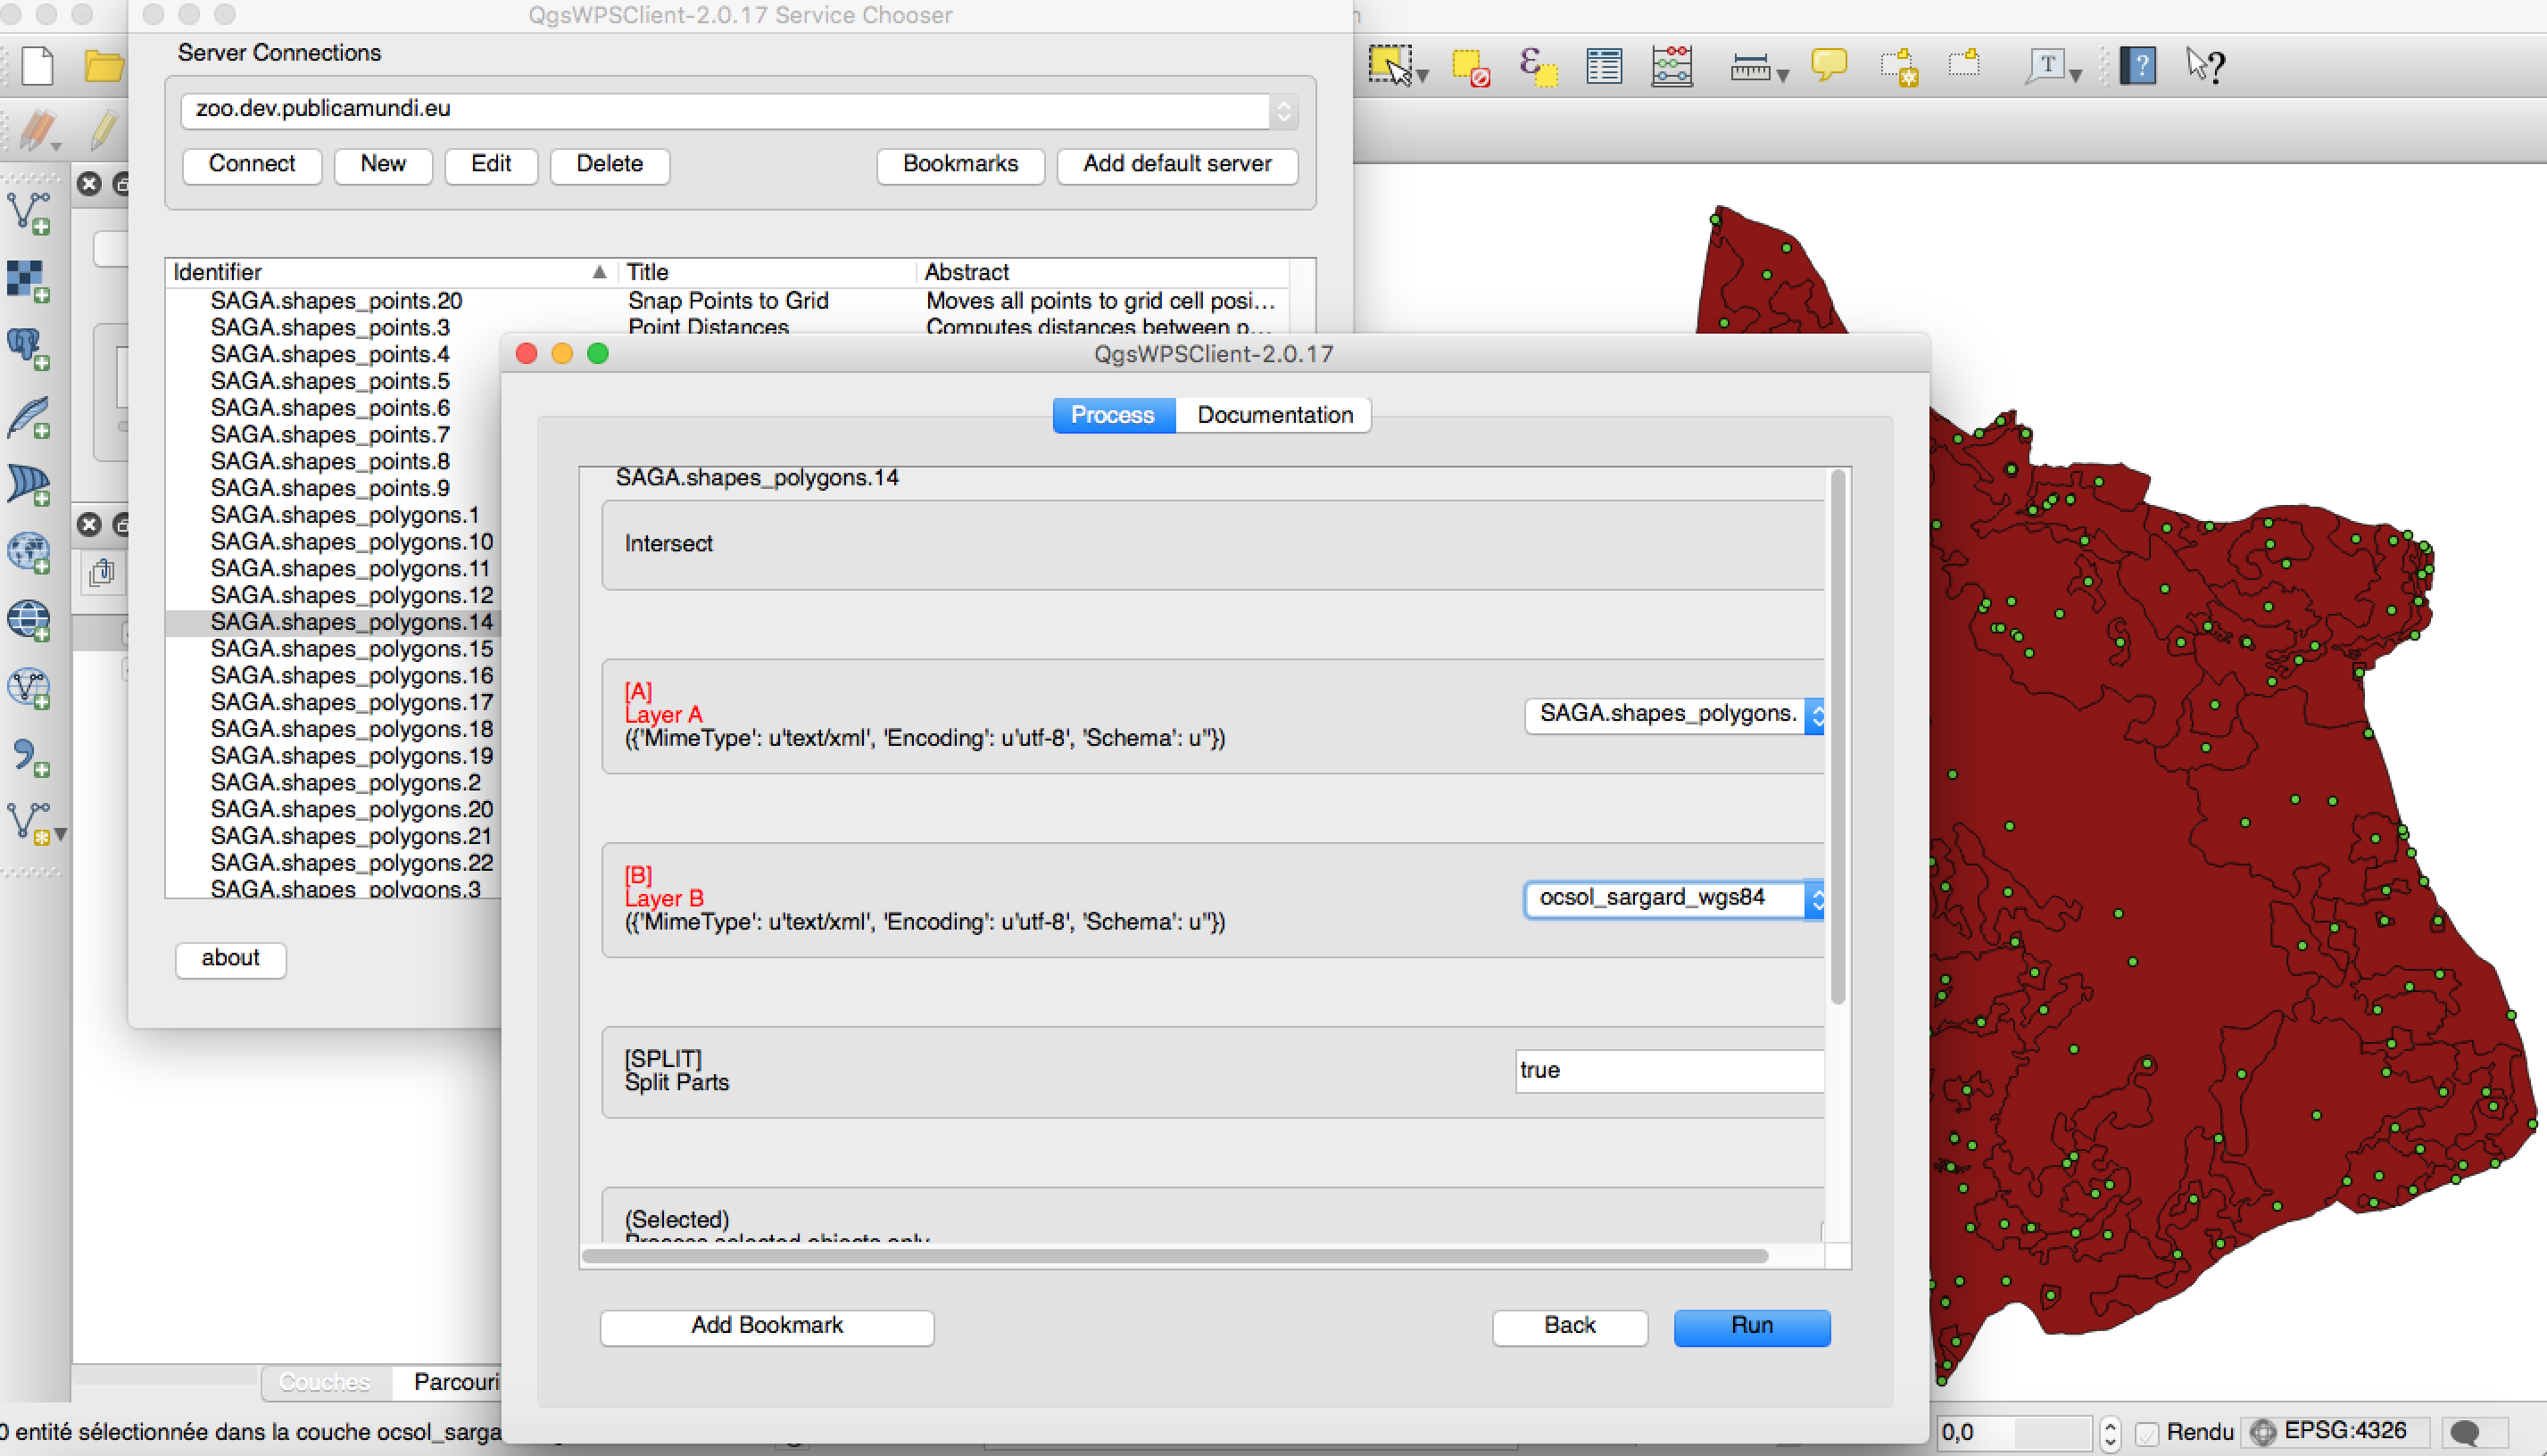 QgsWPSClient-2.0.17 Service Chooser
Server Connections
zoo.dev.publicamundi.eu
Connect New Edit Delete Bookmarks Add default server
Identifier Title Abstract
SAGA.shapes_points.20 Snap Points to Grid Moves all points to grid cell posi...
SAGA.shapes_points.3 Point Distances Computes distances between p...
SAGA.shapes_points.4
SAGA.shapes_points.5
SAGA.shapes_points.6
SAGA.shapes_points.7
SAGA.shapes_points.8
SAGA.shapes_points.9
SAGA.shapes_polygons.1
SAGA.shapes_polygons.10
SAGA.shapes_polygons.11
SAGA.shapes_polygons.12
SAGA.shapes_polygons.14
SAGA.shapes_polygons.15
SAGA.shapes_polygons.16
SAGA.shapes_polygons.17
SAGA.shapes_polygons.18
SAGA.shapes_polygons.19
SAGA.shapes_polygons.2
SAGA.shapes_polygons.20
SAGA.shapes_polygons.21
SAGA.shapes_polygons.22
SAGA.shapes_polygons.3
about
QgsWPSClient-2.0.17
Process Documentation
SAGA.shapes_polygons.14
Intersect
[A]
Layer A
({'MimeType': u'text/xml', 'Encoding': u'utf-8', 'Schema': u''})
SAGA.shapes_polygons.
[B]
Layer B
({'MimeType': u'text/xml', 'Encoding': u'utf-8', 'Schema': u''})
ocsol_sargard_wgs84
[SPLIT]
Split Parts
true
(Selected)
Process selected objects only
Add Bookmark Back Run
Couches Parcouri
0 entité sélectionnée dans la couche ocsol_sarga
0,0 Rendu EPSG:4326